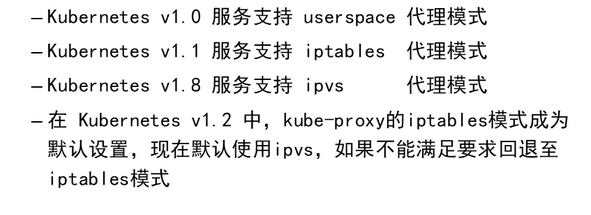 –Kubernetes v1.0 服务支持 userspace 代理模式
–Kubernetes v1.1 服务支持 iptables 代理模式
–Kubernetes v1.8 服务支持 ipvs 代理模式
–在 Kubernetes v1.2 中，kube-proxy的iptables模式成为
默认设置，现在默认使用ipvs，如果不能满足要求回退至
iptables模式